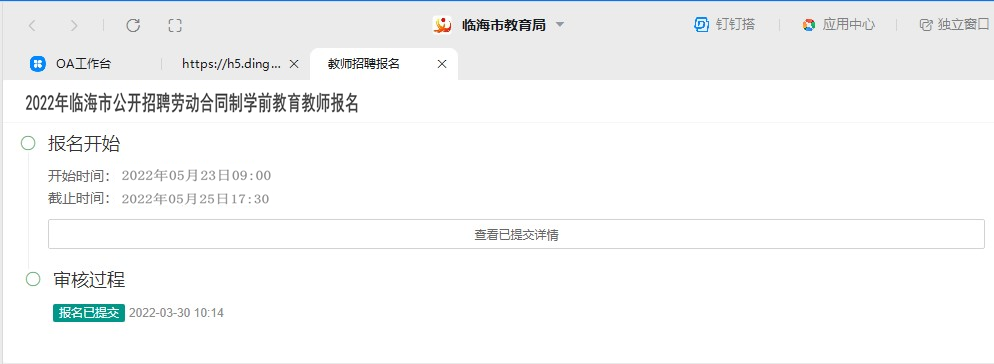 临海市教育局
钉钉搭
应用中心
独立窗口
OA工作台
https://h5.ding...
教师招聘报名
2022年临海市公开招聘劳动合同制学前教育教师报名
报名开始
开始时间： 2022年05月23日09:00
截止时间： 2022年05月25日17:30
查看已提交详情
审核过程
报名已提交 2022-03-30 10:14